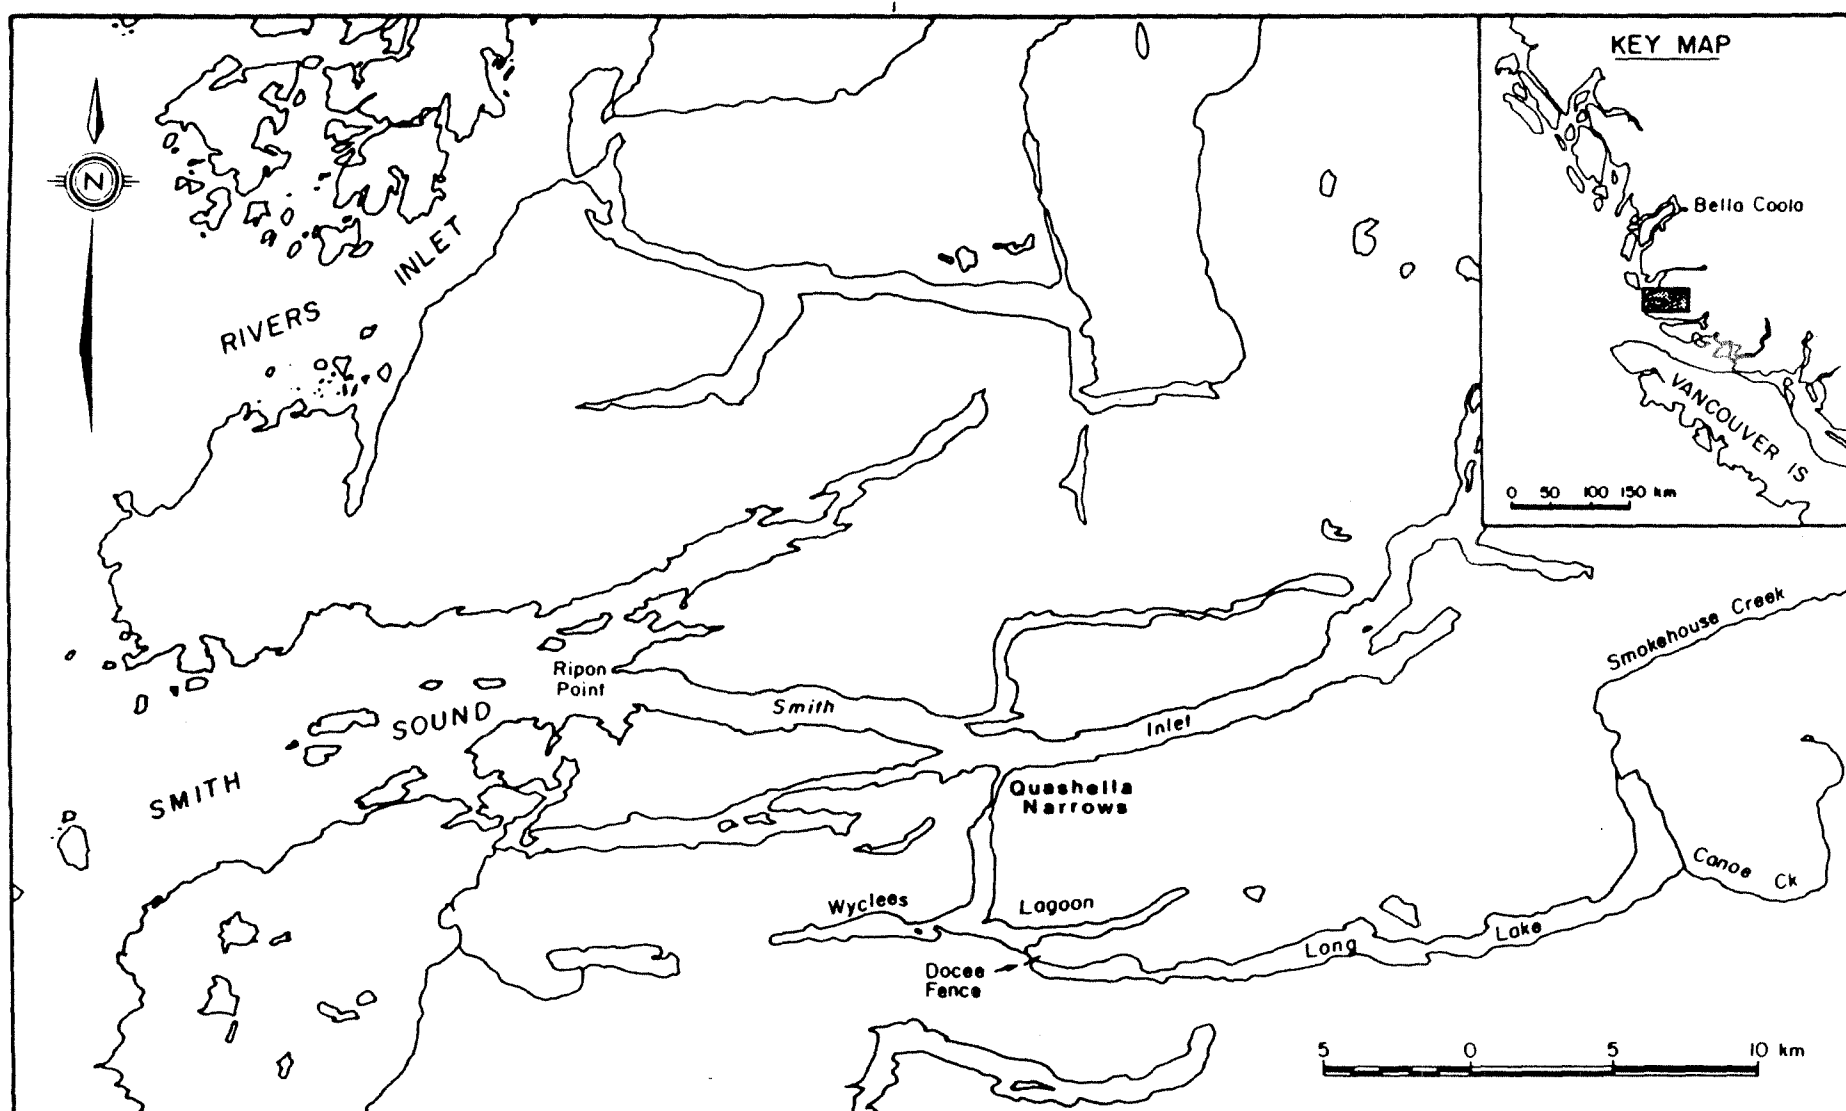 KEY MAP
N
Bella Coola
RIVERS INLET
VANCOUVER IS
0 50 100 150 km
Smokehouse Creek
Ripon
Point
Smith Inlet
SMITH SOUND
Quashella
Narrows
Canoe Ck
Wyclees Lagoon
Long Lake
Docee
Fence
5 0 5 10 km